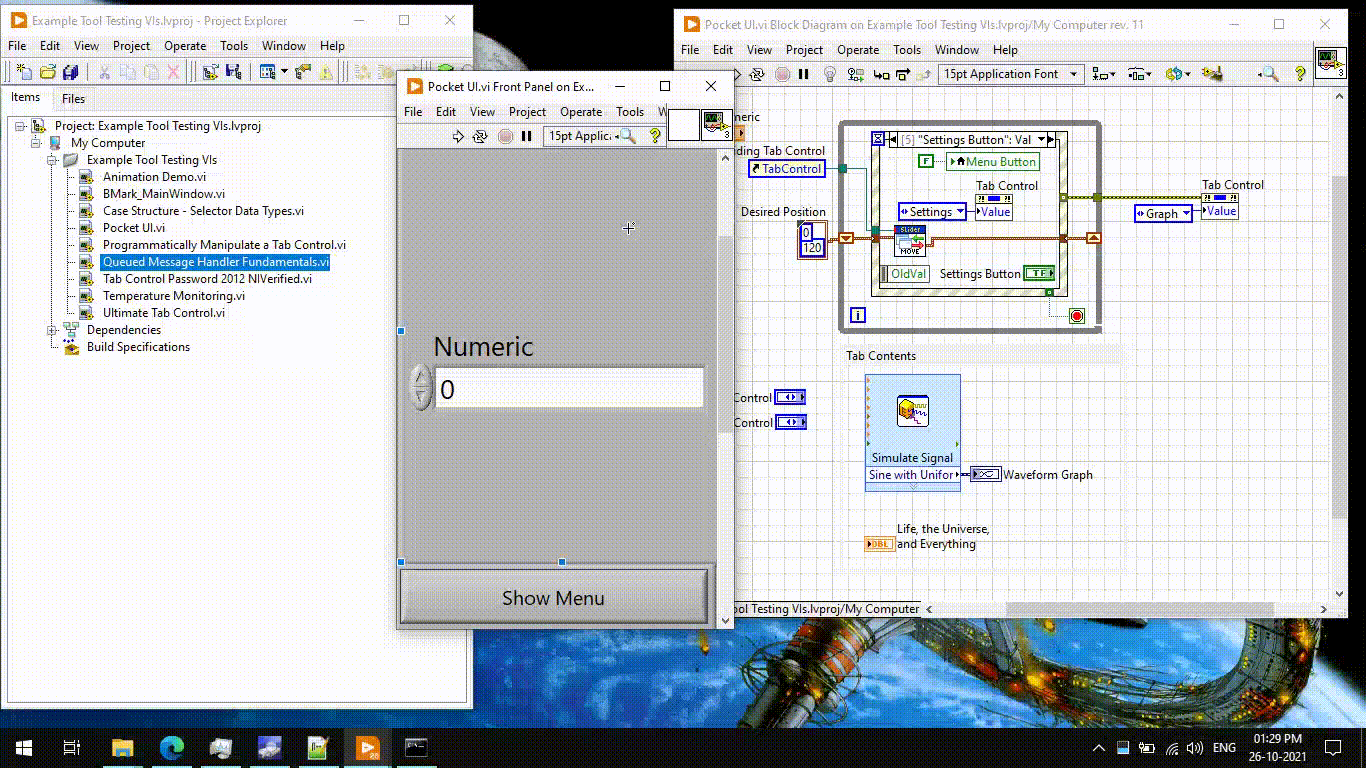 Example Tool Testing VIs.lvproj - Project Explorer
File Edit View Project Operate Tools Window Help
Items Files
Project: Example Tool Testing VIs.lvproj
My Computer
Example Tool Testing VIs
Animation Demo.vi
BMark_MainWindow.vi
Case Structure - Selector Data Types.vi
Pocket UI.vi
Programmatically Manipulate a Tab Control.vi
Queued Message Handler Fundamentals.vi
Tab Control Password 2012 NIVerified.vi
Temperature Monitoring.vi
Ultimate Tab Control.vi
Dependencies
Build Specifications
Pocket UI.vi Front Panel on Ex...
File Edit View Project Operate Tools W
15pt Applic
3
Numeric
0
Show Menu
Pocket UI.vi Block Diagram on Example Tool Testing VIs.lvproj/My Computer rev. 11
File Edit View Project Operate Tools Window Help
15pt Application Font
3
neric
ding Tab Control
TabControl
Desired Position
0
120
[5] "Settings Button": Val
F
Menu Button
Tab Control
Settings
Value
Slider
MOVE
OldVal
Settings Button
TF
i
Tab Control
Graph
Value
Tab Contents
Control
Control
Simulate Signal
Sine with Unifor
Waveform Graph
Life, the Universe,
and Everything
DBL
ool Testing VIs.lvproj/My Computer
ENG
01:29 PM
26-10-2021